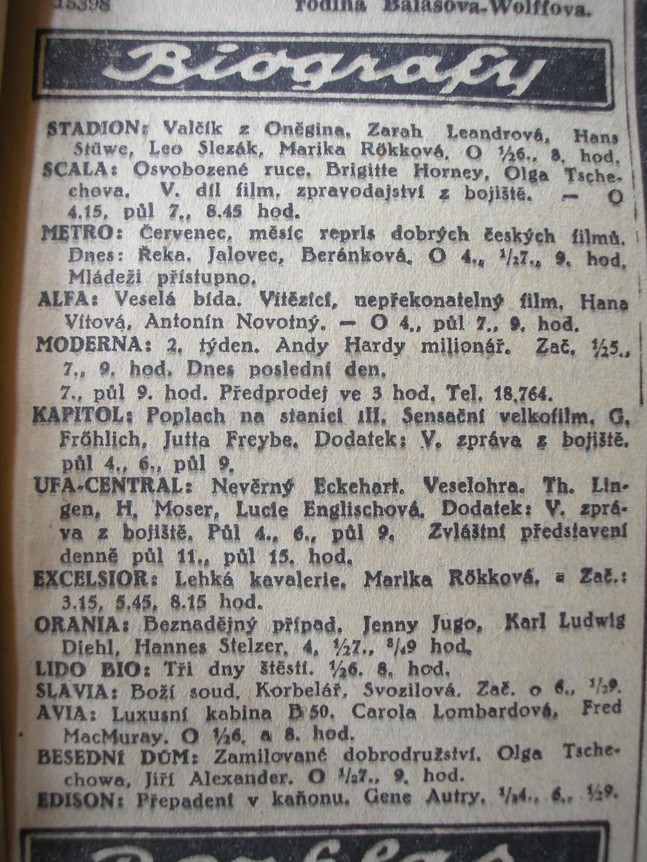 15398 rodina Balašova-Wolffova.
Biografy
STADION: Valčík z Oněgina. Zarah Leandrová, Hans
Stüwe, Leo Slezák, Marika Rökková. O ½6., 8. hod.
SCALA: Osvobozené ruce. Brigitte Horney, Olga Tsche-
chova. V. díl film. zpravodajství z bojiště. — O
4.15, půl 7., 8.45 hod.
METRO: Červenec, měsíc repris dobrých českých filmů.
Dnes: Řeka. Jalovec, Beránková. O 4., ½7., 9. hod.
Mládeži přístupno.
ALFA: Veselá bída. Vítězící, nepřekonatelný film. Hana
Vítová, Antonín Novotný. — O 4., půl 7., 9. hod.
MODERNA: 2. týden. Andy Hardy milionář. Zač. ½5.,
7., 9. hod. Dnes poslední den.
7., půl 9. hod. Předprodej ve 3 hod. Tel. 18.764.
KAPITOL: Poplach na stanici III. Sensační velkofilm. G.
Fröhlich, Jutta Freybe. Dodatek: V. zpráva z bojiště.
půl 4., 6., půl 9.
UFA-CENTRAL: Nevěrný Eckehart. Veselohra. Th. Lin-
gen, H. Moser, Lucie Englischová. Dodatek: V. zprá-
va z bojiště. Půl 4., 6., půl 9. Zvláštní představení
denně půl 11., půl 15. hod.
EXCELSIOR: Lehká kavalerie. Marika Rökková. - Zač.:
3.15, 5.45, 8.15 hod.
ORANIA: Beznadějný případ. Jenny Jugo, Karl Ludwig
Diehl, Hannes Stelzer. 4, ½7., ¾9 hod.
LIDO BIO: Tři dny štěstí. ½6. 8. hod.
SLAVIA: Boží soud. Korbelář, Svozilová. Zač. o 6., ½9.
AVIA: Luxusní kabina B 50. Carola Lombardová, Fred
MacMuray. O ½6. a 8. hod.
BESEDNÍ DŮM: Zamilované dobrodružství. Olga Tsche-
chowa, Jiří Alexander. O ½7., 9. hod.
EDISON: Přepadení v kaňonu. Gene Autry. ½4., 6., ½9.